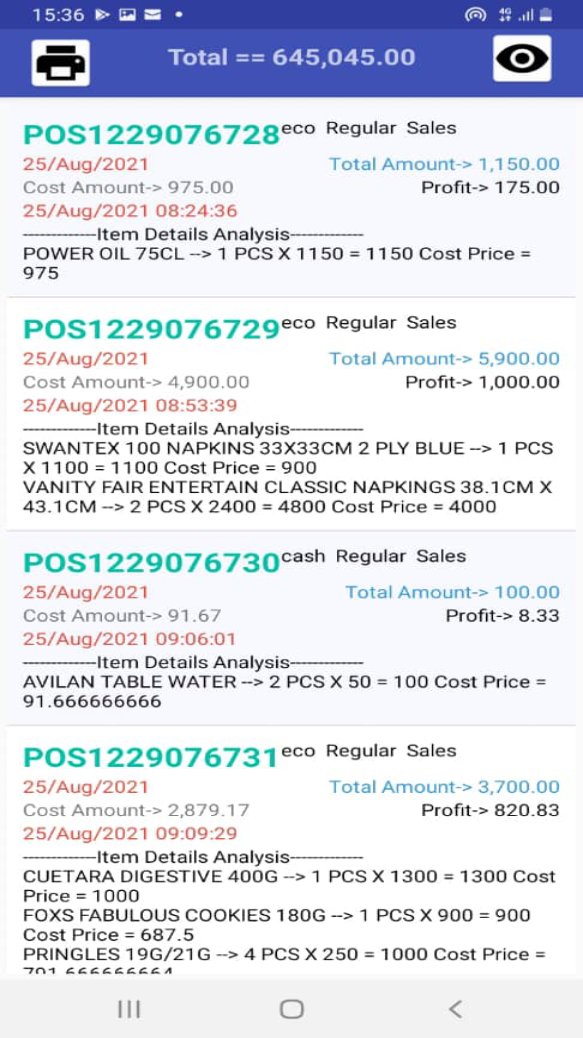 15:36
4G
Total == 645,045.00
POS1229076728 eco Regular Sales
25/Aug/2021 Total Amount-> 1,150.00
Cost Amount-> 975.00 Profit-> 175.00
25/Aug/2021 08:24:36
-------------Item Details Analysis-------------
POWER OIL 75CL --> 1 PCS X 1150 = 1150 Cost Price =
975
POS1229076729 eco Regular Sales
25/Aug/2021 Total Amount-> 5,900.00
Cost Amount-> 4,900.00 Profit-> 1,000.00
25/Aug/2021 08:53:39
-------------Item Details Analysis-------------
SWANTEX 100 NAPKINS 33X33CM 2 PLY BLUE --> 1 PCS
X 1100 = 1100 Cost Price = 900
VANITY FAIR ENTERTAIN CLASSIC NAPKINGS 38.1CM X
43.1CM --> 2 PCS X 2400 = 4800 Cost Price = 4000
POS1229076730 cash Regular Sales
25/Aug/2021 Total Amount-> 100.00
Cost Amount-> 91.67 Profit-> 8.33
25/Aug/2021 09:06:01
-------------Item Details Analysis-------------
AVILAN TABLE WATER --> 2 PCS X 50 = 100 Cost Price =
91.666666666
POS1229076731 eco Regular Sales
25/Aug/2021 Total Amount-> 3,700.00
Cost Amount-> 2,879.17 Profit-> 820.83
25/Aug/2021 09:09:29
-------------Item Details Analysis-------------
CUETARA DIGESTIVE 400G --> 1 PCS X 1300 = 1300 Cost
Price = 1000
FOXS FABULOUS COOKIES 180G --> 1 PCS X 900 = 900
Cost Price = 687.5
PRINGLES 19G/21G --> 4 PCS X 250 = 1000 Cost Price =